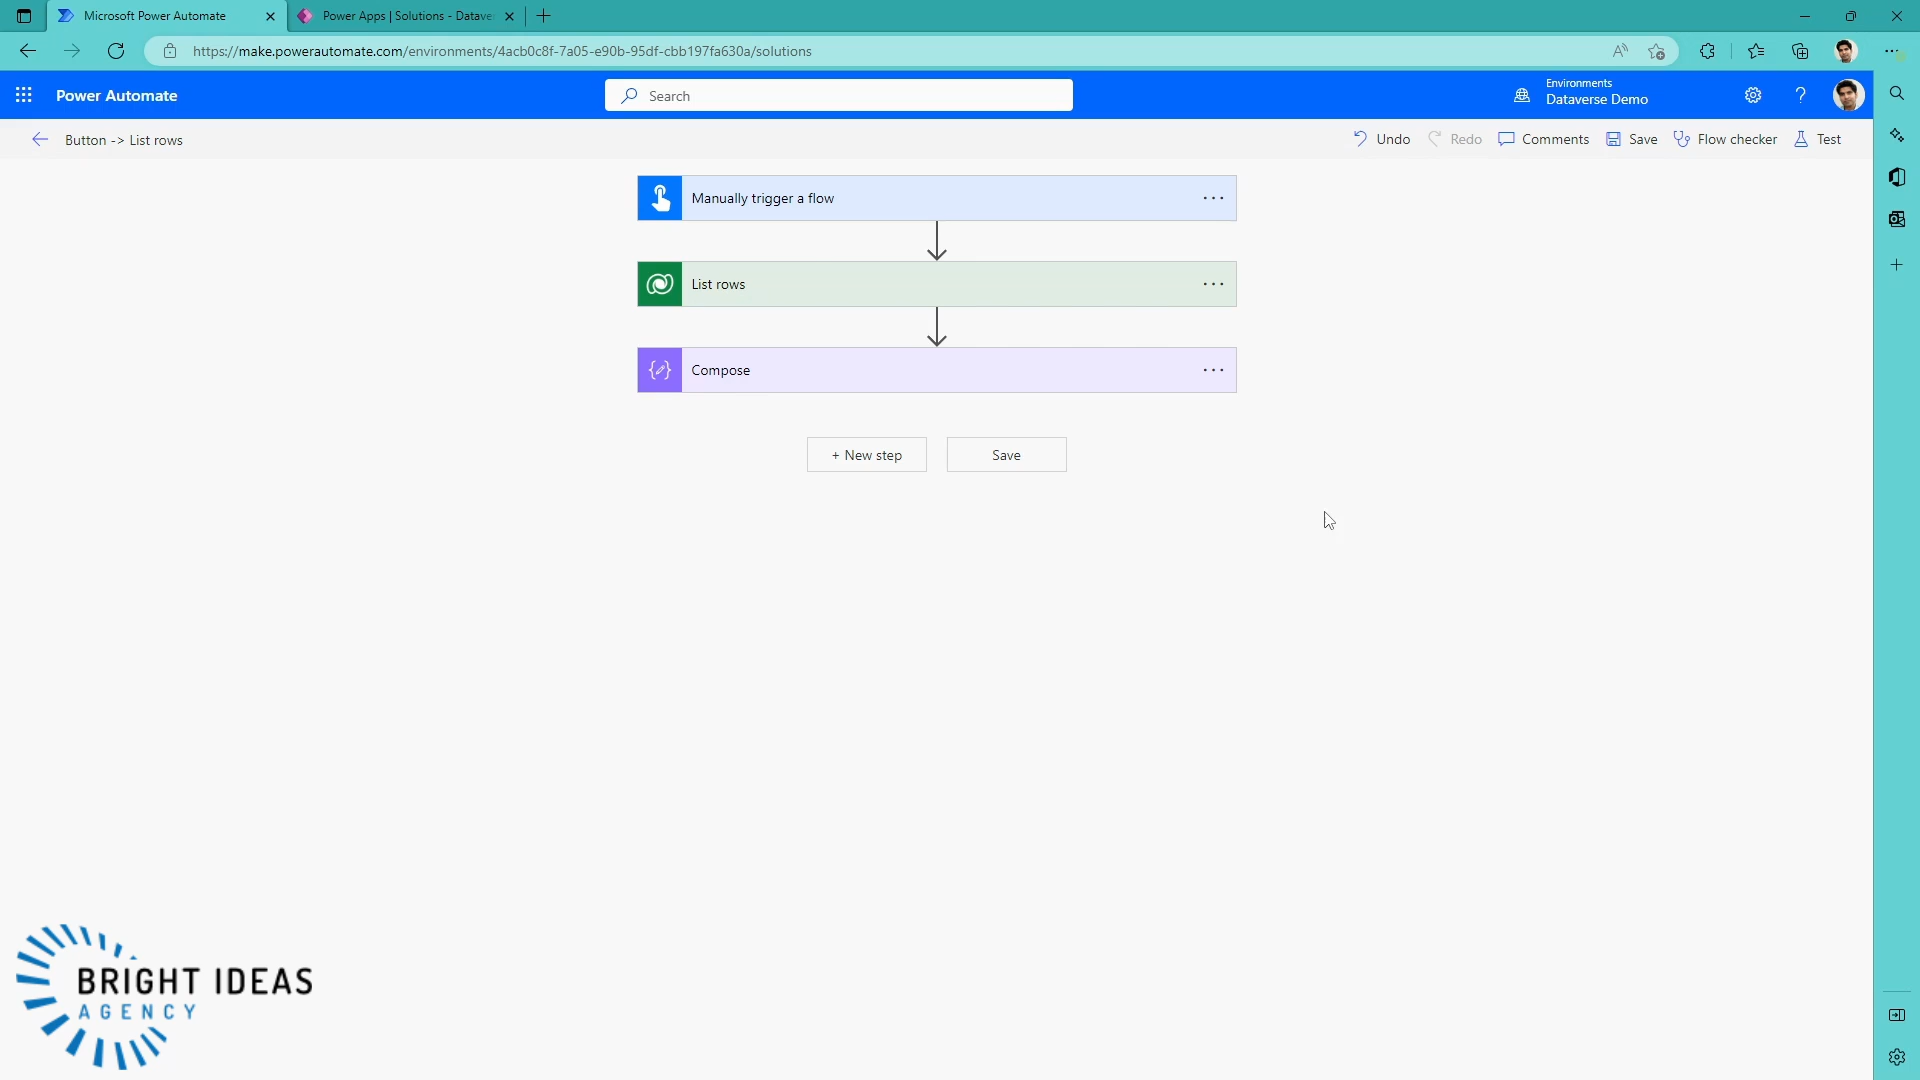 Microsoft Power Automate
Power Apps | Solutions - Datave
https://make.powerautomate.com/environments/4acb0c8f-7a05-e90b-95df-cbb197fa630a/solutions
Power Automate
Search
Environments
Dataverse Demo
Button -> List rows
Undo
Redo
Comments
Save
Flow checker
Test
Manually trigger a flow
List rows
Compose
+ New step
Save
BRIGHT IDEAS
AGENCY